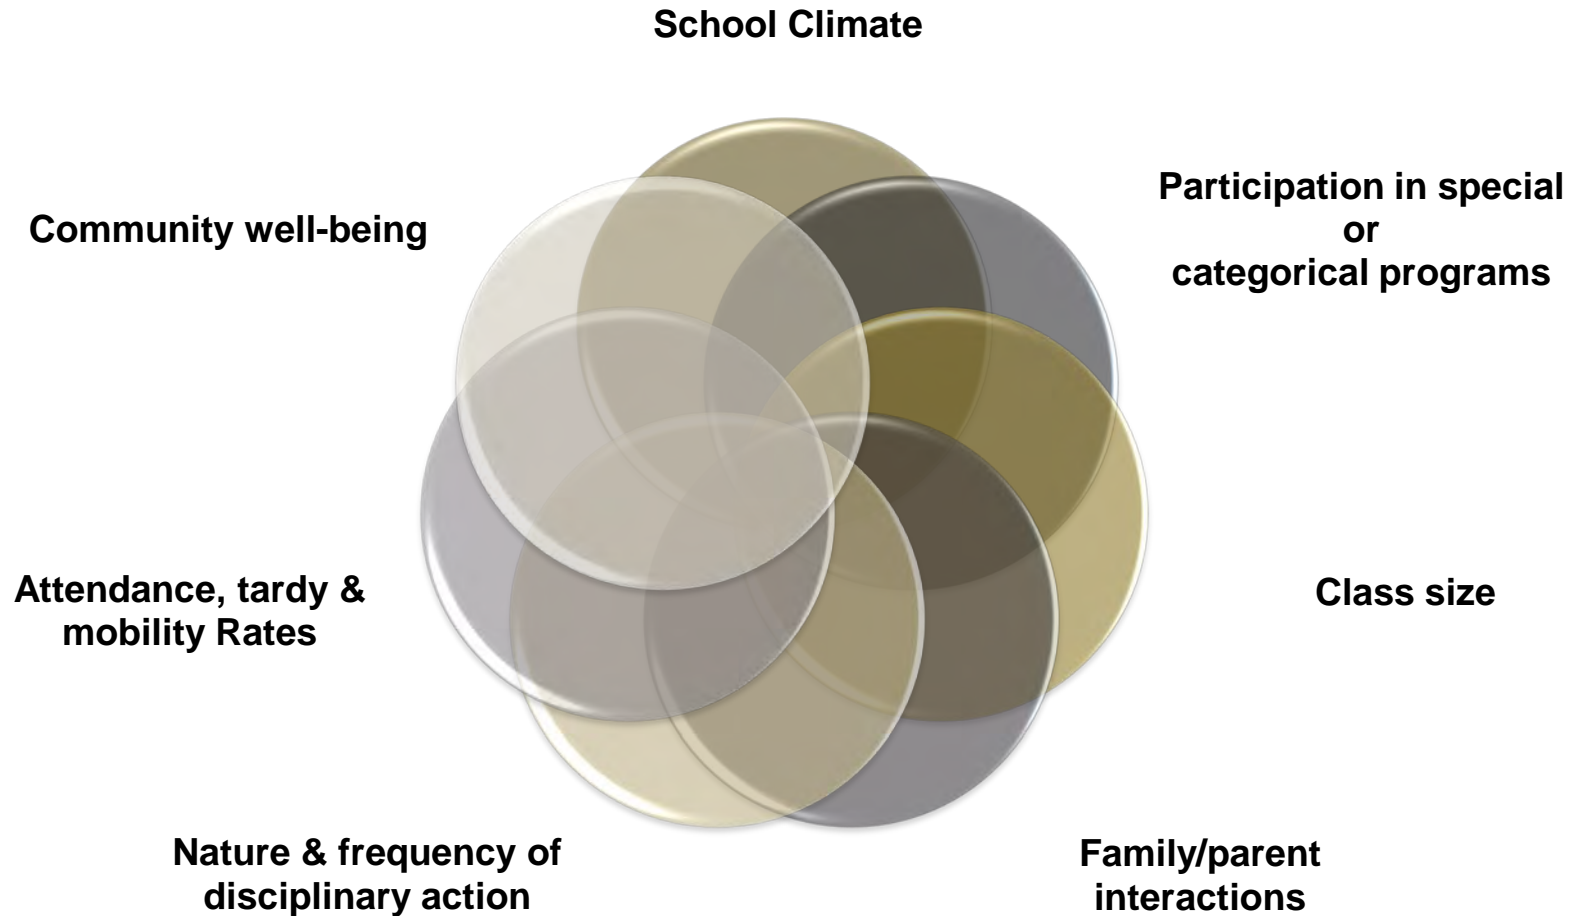 School Climate
Participation in special
or
categorical programs
Community well-being
Class size
Attendance, tardy &
mobility Rates
Family/parent
interactions
Nature & frequency of
disciplinary action